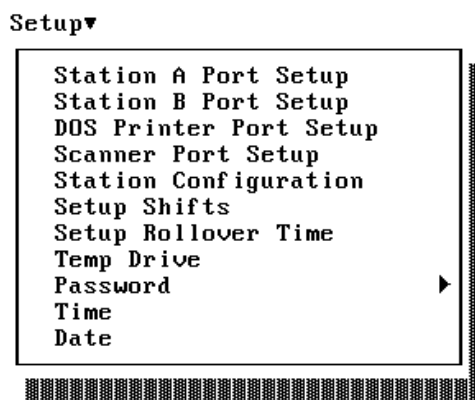 Setup▼
Station A Port Setup
Station B Port Setup
DOS Printer Port Setup
Scanner Port Setup
Station Configuration
Setup Shifts
Setup Rollover Time
Temp Drive
Password ▶
Time
Date